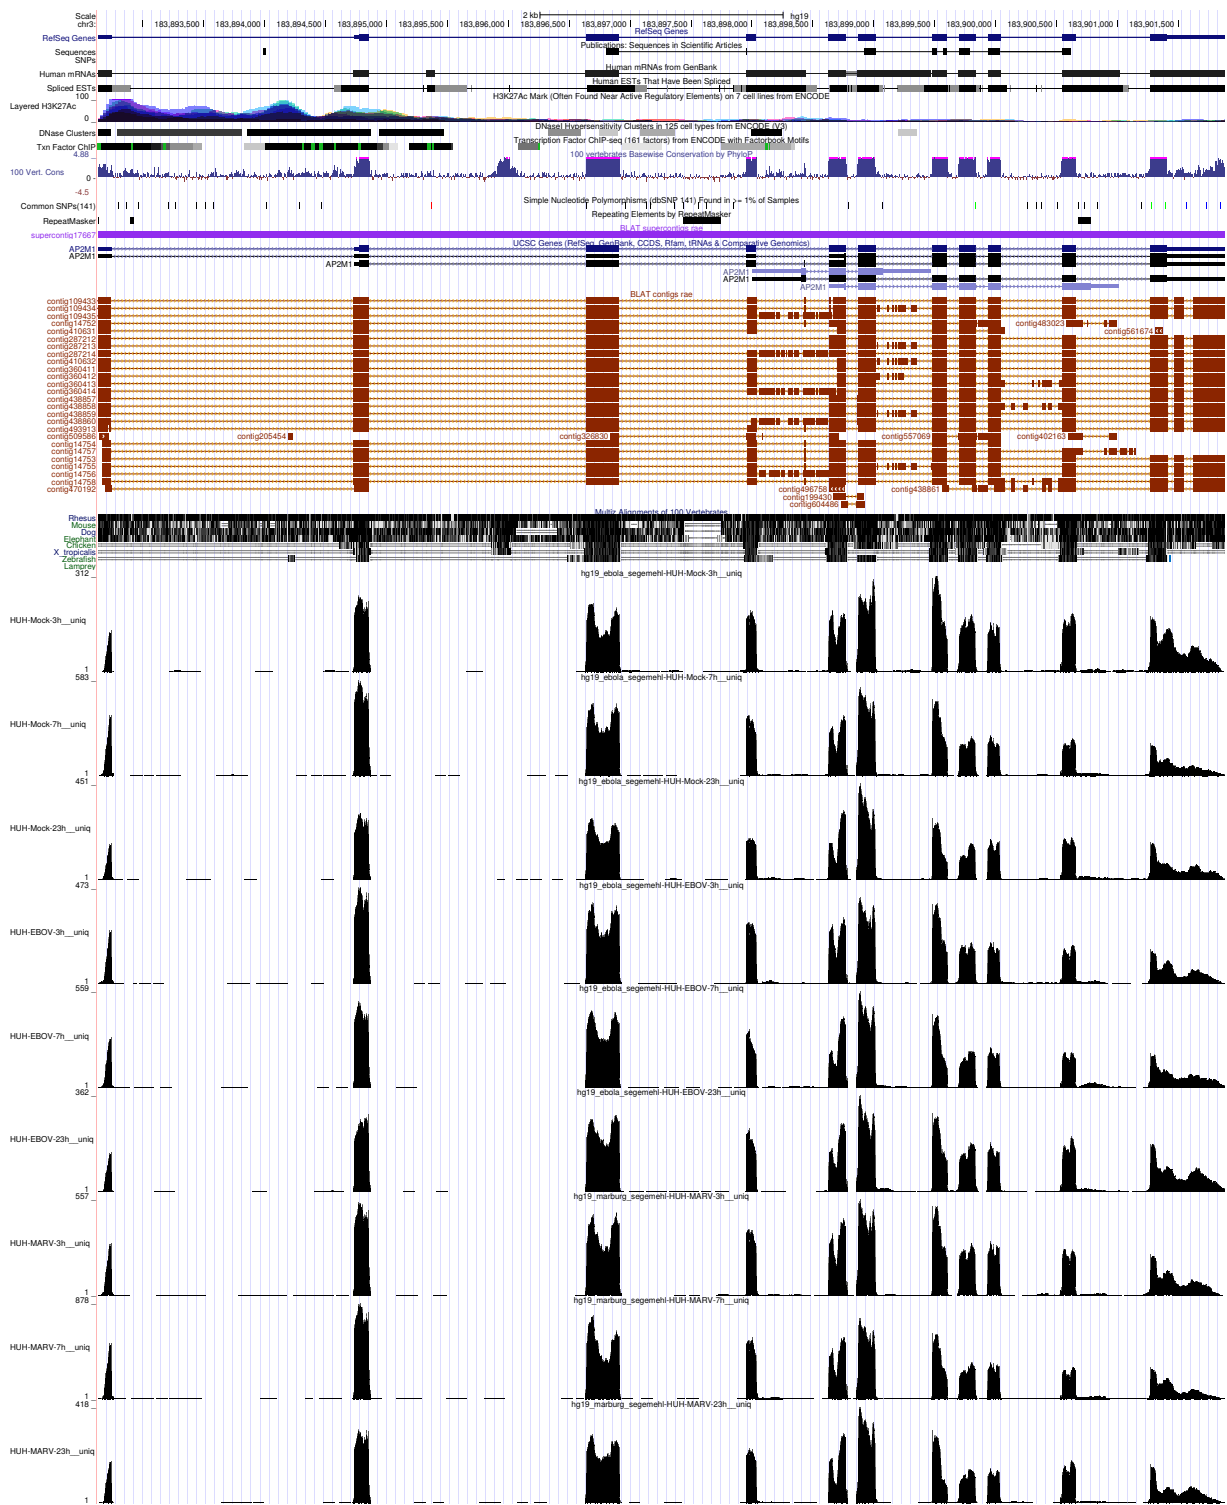 Scale 2 kb hg19
chr3: 183,893,500 183,894,000 183,894,500 183,895,000 183,895,500 183,896,000 183,896,500 183,897,000 183,897,500 183,898,000 183,898,500 183,899,000 183,899,500 183,900,000 183,900,500 183,901,000 183,901,500
RefSeq Genes
RefSeq Genes
Publications: Sequences in Scientific Articles
Sequences
SNPs
Human mRNAs from GenBank
Human mRNAs
Human ESTs That Have Been Spliced
Spliced ESTs
H3K27Ac Mark (Often Found Near Active Regulatory Elements) on 7 cell lines from ENCODE
100
Layered H3K27Ac
0
DNaseI Hypersensitivity Clusters in 125 cell types from ENCODE (V3)
DNase Clusters
Transcription Factor ChIP-seq (161 factors) from ENCODE with Factorbook Motifs
Txn Factor ChIP
100 vertebrates Basewise Conservation by PhyloP
4.88
100 Vert. Cons
0
-4.5
Simple Nucleotide Polymorphisms (dbSNP 141) Found in >= 1% of Samples
Common SNPs(141)
Repeating Elements by RepeatMasker
RepeatMasker
BLAT supercontigs rae
supercontig17667
UCSC Genes (RefSeq, GenBank, CCDS, Rfam, tRNAs & Comparative Genomics)
AP2M1
AP2M1
AP2M1
AP2M1
AP2M1
AP2M1
BLAT contigs rae
contig109433
contig109434
contig109435
contig14752 contig483023
contig410631 contig561674
contig287212
contig287213
contig287214
contig410632
contig360411
contig360412
contig360413
contig360414
contig438857
contig438858
contig438859
contig438860
contig493913
contig509586 contig205454 contig326830 contig557069 contig402163
contig14754
contig14757
contig14753
contig14755
contig14756
contig14758
contig470192 contig496758 contig438861
contig199430
contig604486
Multiz Alignments of 100 Vertebrates
Rhesus
Mouse
Dog
Elephant
Chicken
X_tropicalis
Zebrafish
Lamprey
hg19_ebola_segemehl-HUH-Mock-3h__uniq
312
HUH-Mock-3h__uniq
1
hg19_ebola_segemehl-HUH-Mock-7h__uniq
583
HUH-Mock-7h__uniq
1
hg19_ebola_segemehl-HUH-Mock-23h__uniq
451
HUH-Mock-23h__uniq
1
hg19_ebola_segemehl-HUH-EBOV-3h__uniq
473
HUH-EBOV-3h__uniq
1
hg19_ebola_segemehl-HUH-EBOV-7h__uniq
559
HUH-EBOV-7h__uniq
1
hg19_ebola_segemehl-HUH-EBOV-23h__uniq
362
HUH-EBOV-23h__uniq
1
hg19_marburg_segemehl-HUH-MARV-3h__uniq
557
HUH-MARV-3h__uniq
1
hg19_marburg_segemehl-HUH-MARV-7h__uniq
878
HUH-MARV-7h__uniq
1
hg19_marburg_segemehl-HUH-MARV-23h__uniq
418
HUH-MARV-23h__uniq
1